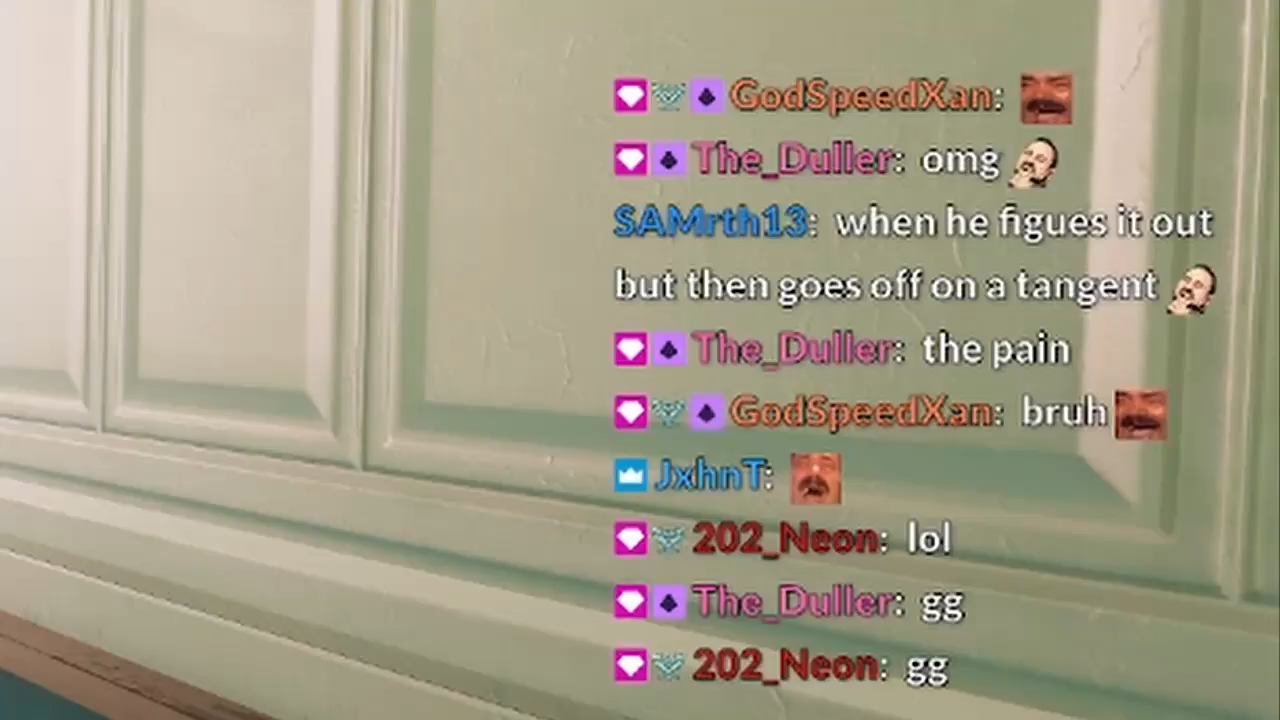 GodSpeedXan:
The_Duller: omg
SAMrth13: when he figues it out
but then goes off on a tangent
The_Duller: the pain
GodSpeedXan: bruh
JxhnT:
202_Neon: lol
The_Duller: gg
202_Neon: gg